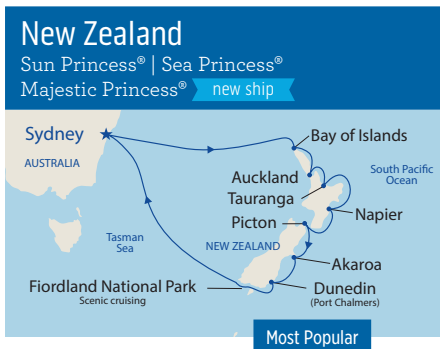 New Zealand
Sun Princess® | Sea Princess®
Majestic Princess® new ship
Sydney
Bay of Islands
AUSTRALIA
South Pacific
Ocean
Auckland
Tauranga
Napier
Picton
Tasman
Sea
NEW ZEALAND
Akaroa
Fiordland National Park
Scenic cruising
Dunedin
(Port Chalmers)
Most Popular